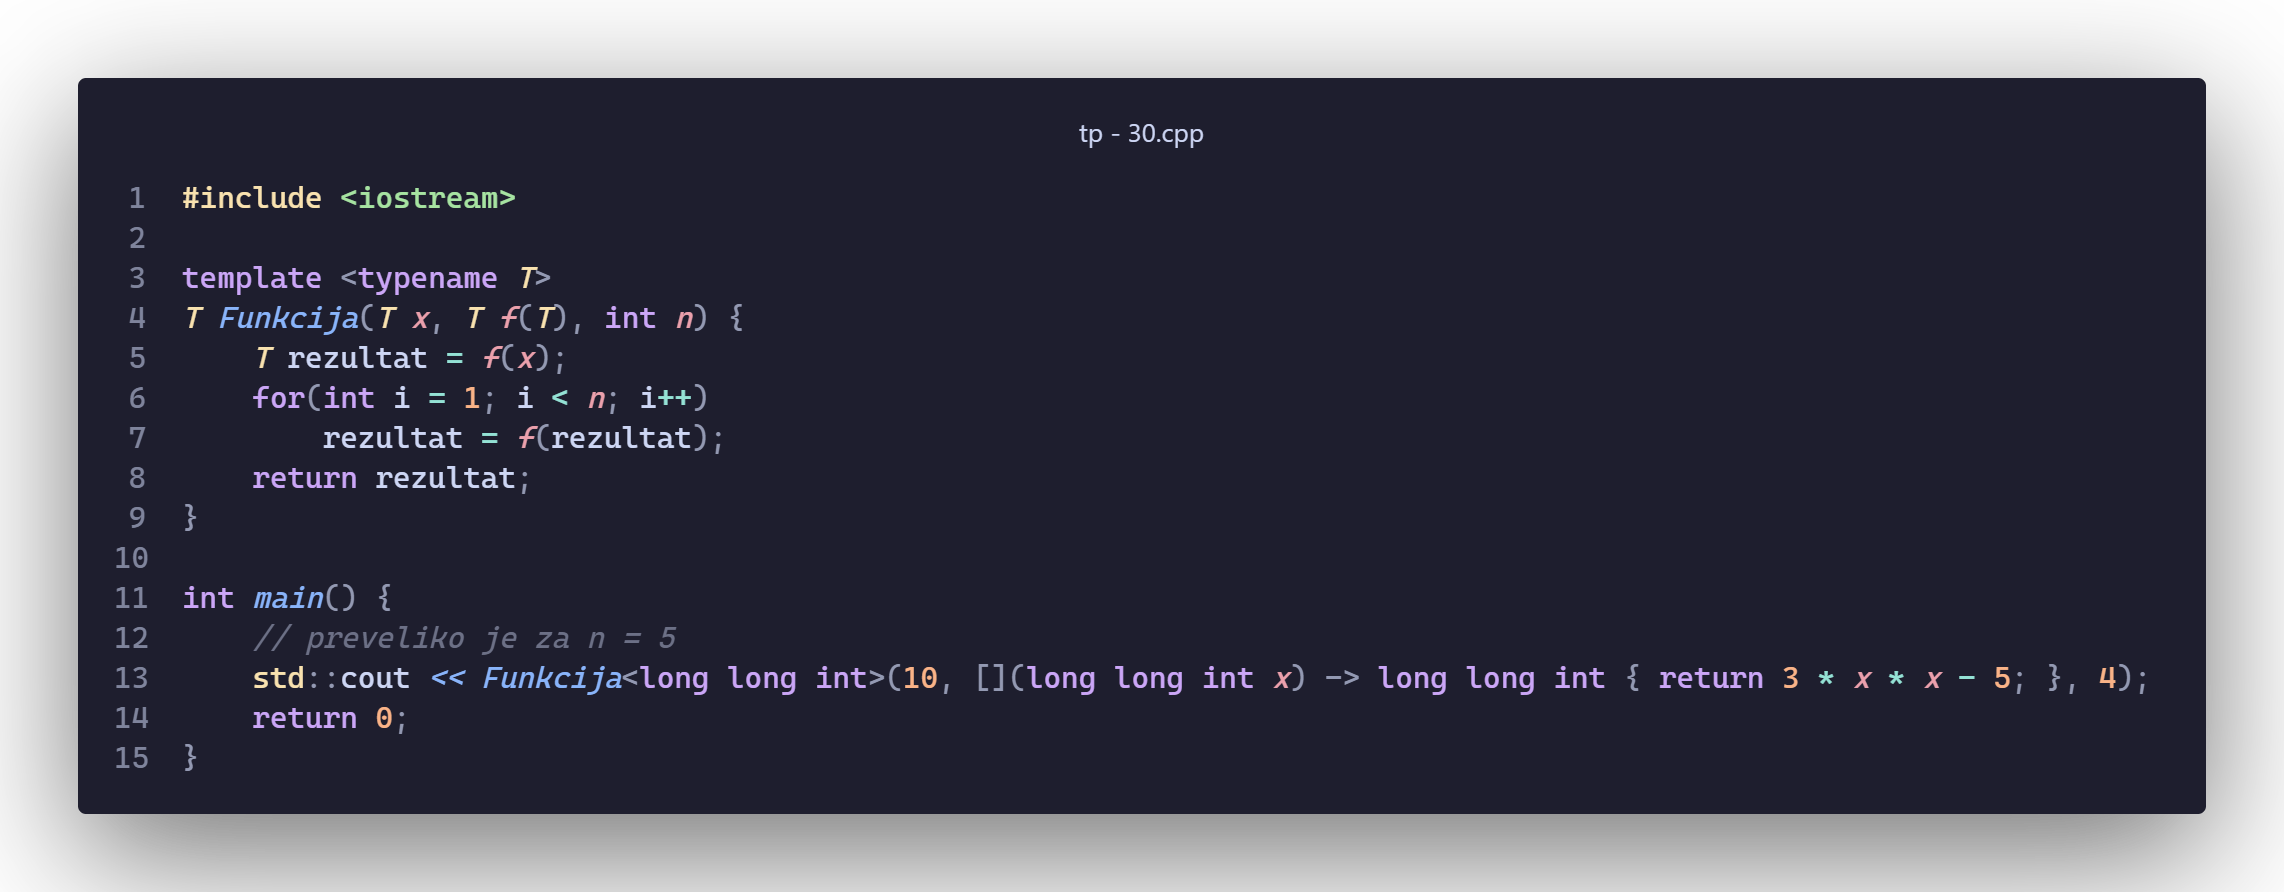 tp - 30.cpp
1 #include <iostream>
2
3 template <typename T>
4 T Funkcija(T x, T f(T), int n) {
5     T rezultat = f(x);
6     for(int i = 1; i < n; i++)
7         rezultat = f(rezultat);
8     return rezultat;
9 }
10
11 int main() {
12     // preveliko je za n = 5
13     std::cout << Funkcija<long long int>(10, [](long long int x) -> long long int { return 3 * x * x - 5; }, 4);
14     return 0;
15 }